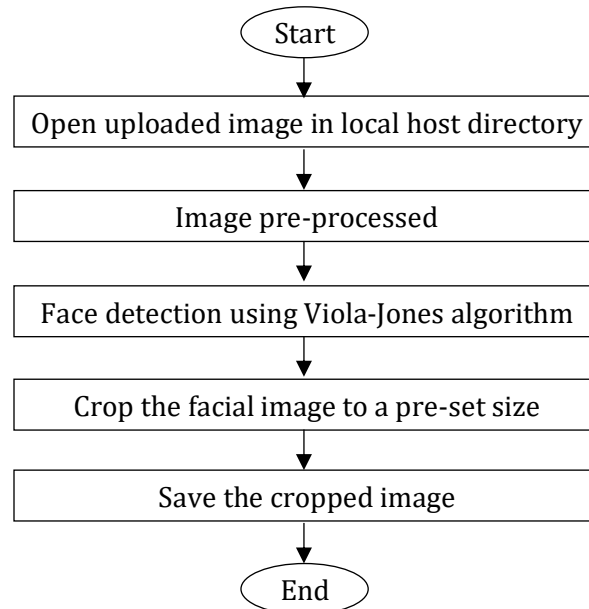 Start
Open uploaded image in local host directory
Image pre-processed
Face detection using Viola-Jones algorithm
Crop the facial image to a pre-set size
Save the cropped image
End